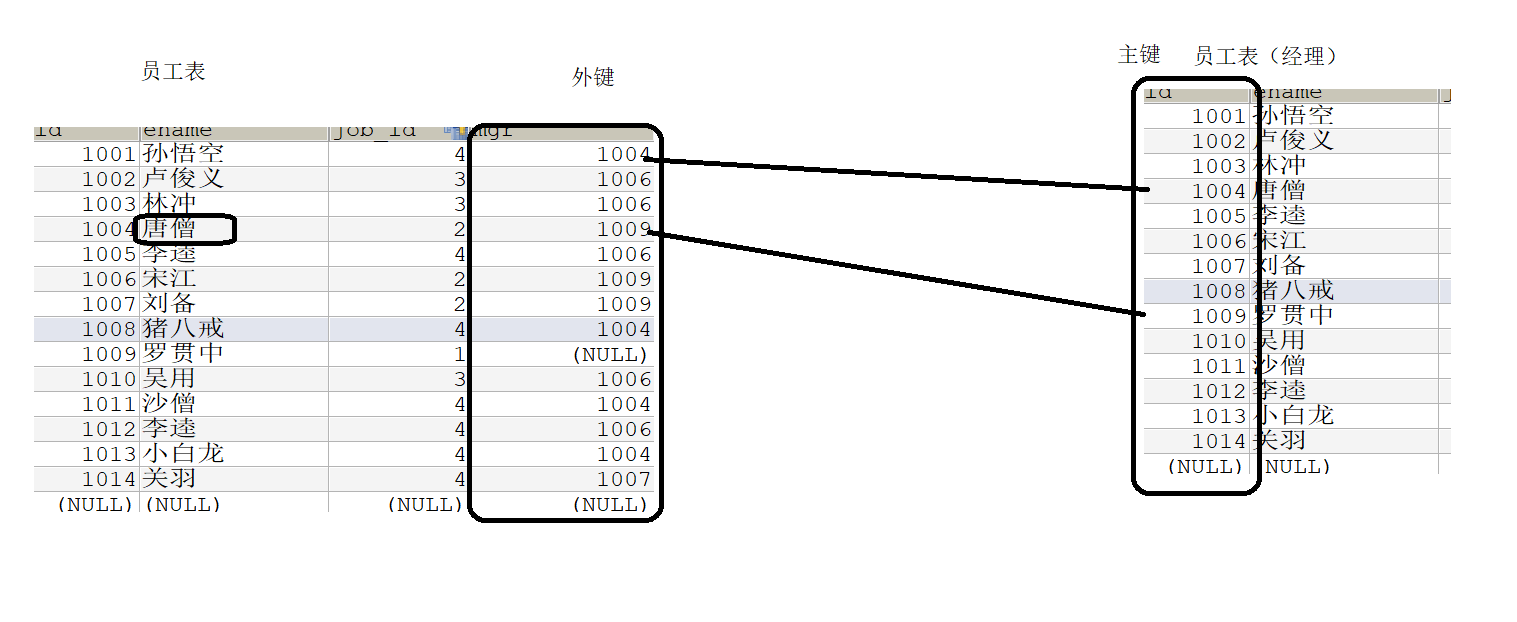 主键 员工表（经理）
员工表
外键
id ename job_id mgr
1001 孙悟空 4 1004
1002 卢俊义 3 1006
1003 林冲 3 1006
1004 唐僧 2 1009
1005 李逵 4 1006
1006 宋江 2 1009
1007 刘备 2 1009
1008 猪八戒 4 1004
1009 罗贯中 1 (NULL)
1010 吴用 3 1006
1011 沙僧 4 1004
1012 李逵 4 1006
1013 小白龙 4 1004
1014 关羽 4 1007
(NULL) (NULL) (NULL) (NULL)
id ename
1001 孙悟空
1002 卢俊义
1003 林冲
1004 唐僧
1005 李逵
1006 宋江
1007 刘备
1008 猪八戒
1009 罗贯中
1010 吴用
1011 沙僧
1012 李逵
1013 小白龙
1014 关羽
(NULL) NULL)